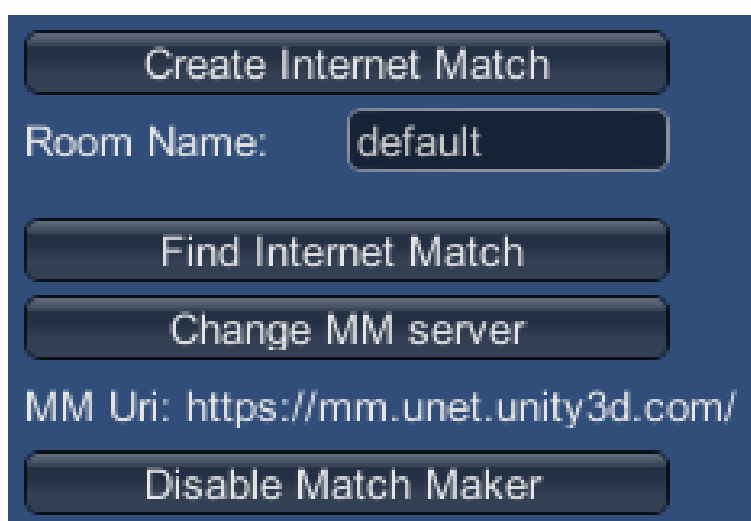 Create Internet Match
Room Name: default
Find Internet Match
Change MM server
MM Uri: https://mm.unet.unity3d.com/
Disable Match Maker